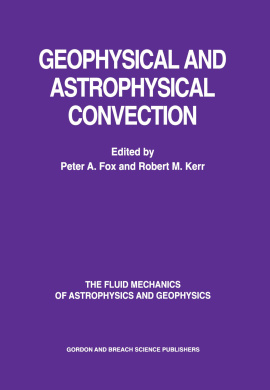 GEOPHYSICAL AND
ASTROPHYSICAL
CONVECTION
Edited by
Peter A. Fox and Robert M. Kerr
THE FLUID MECHANICS
OF ASTROPHYSICS AND GEOPHYSICS
GORDON AND BREACH SCIENCE PUBLISHERS